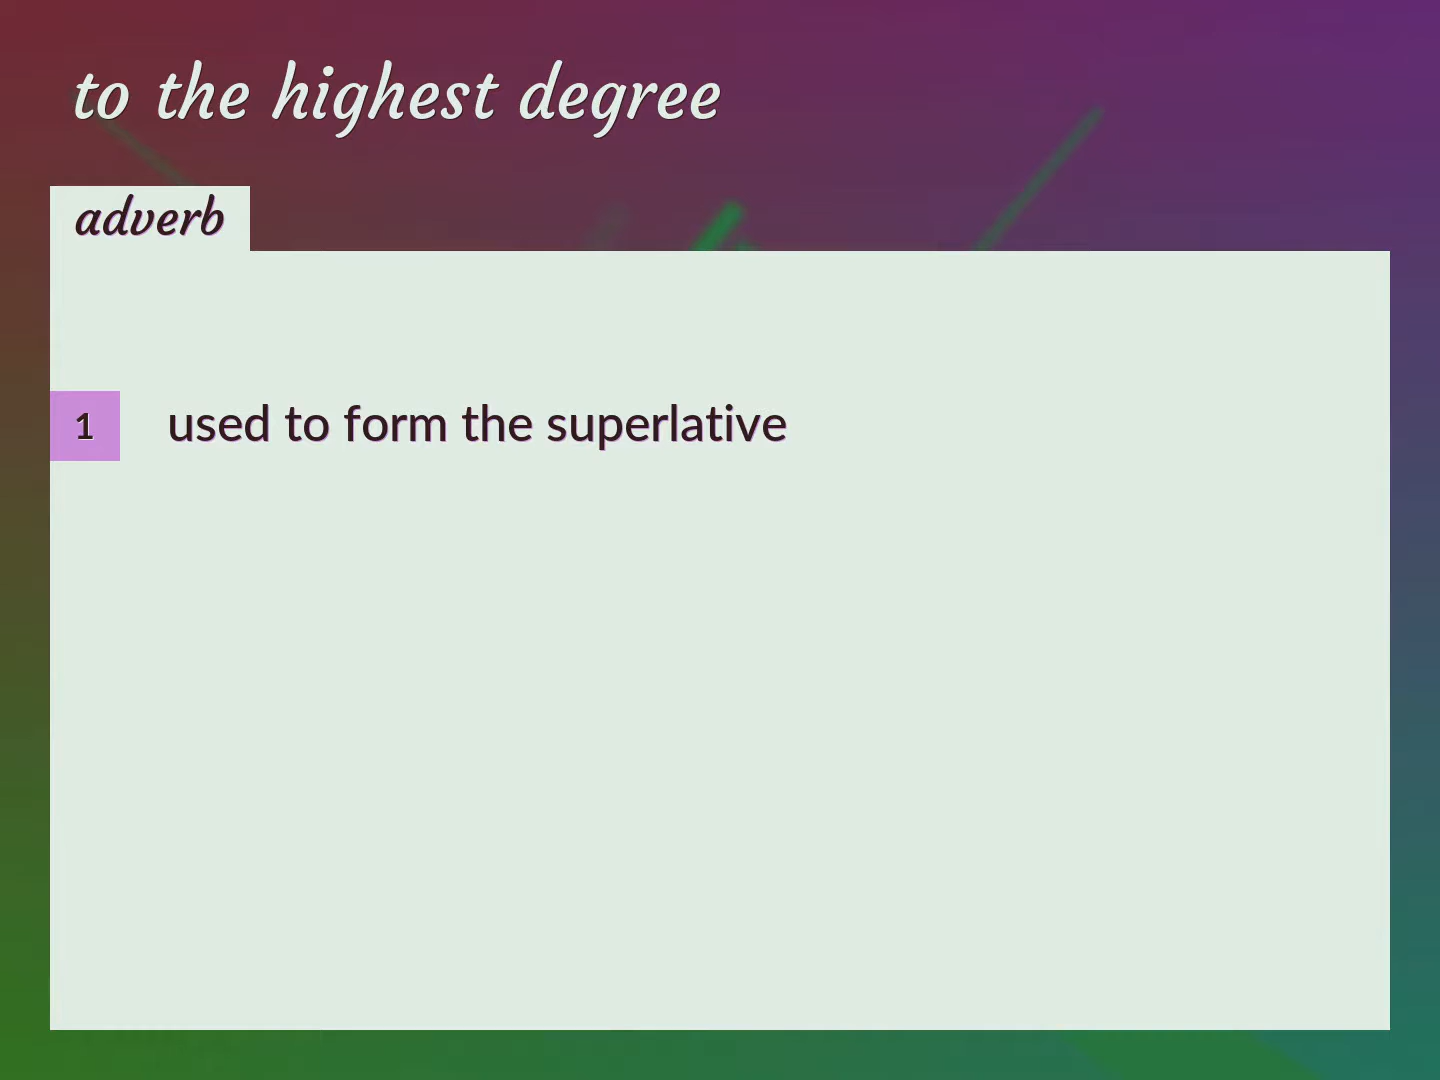 to the highest degree
adverb
1 used to form the superlative